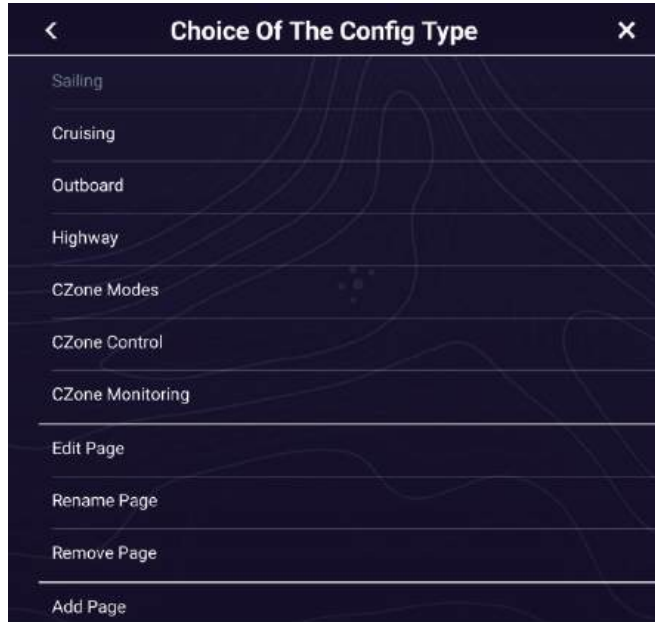 Choice Of The Config Type
Sailing
Cruising
Outboard
Highway
CZone Modes
CZone Control
CZone Monitoring
Edit Page
Rename Page
Remove Page
Add Page